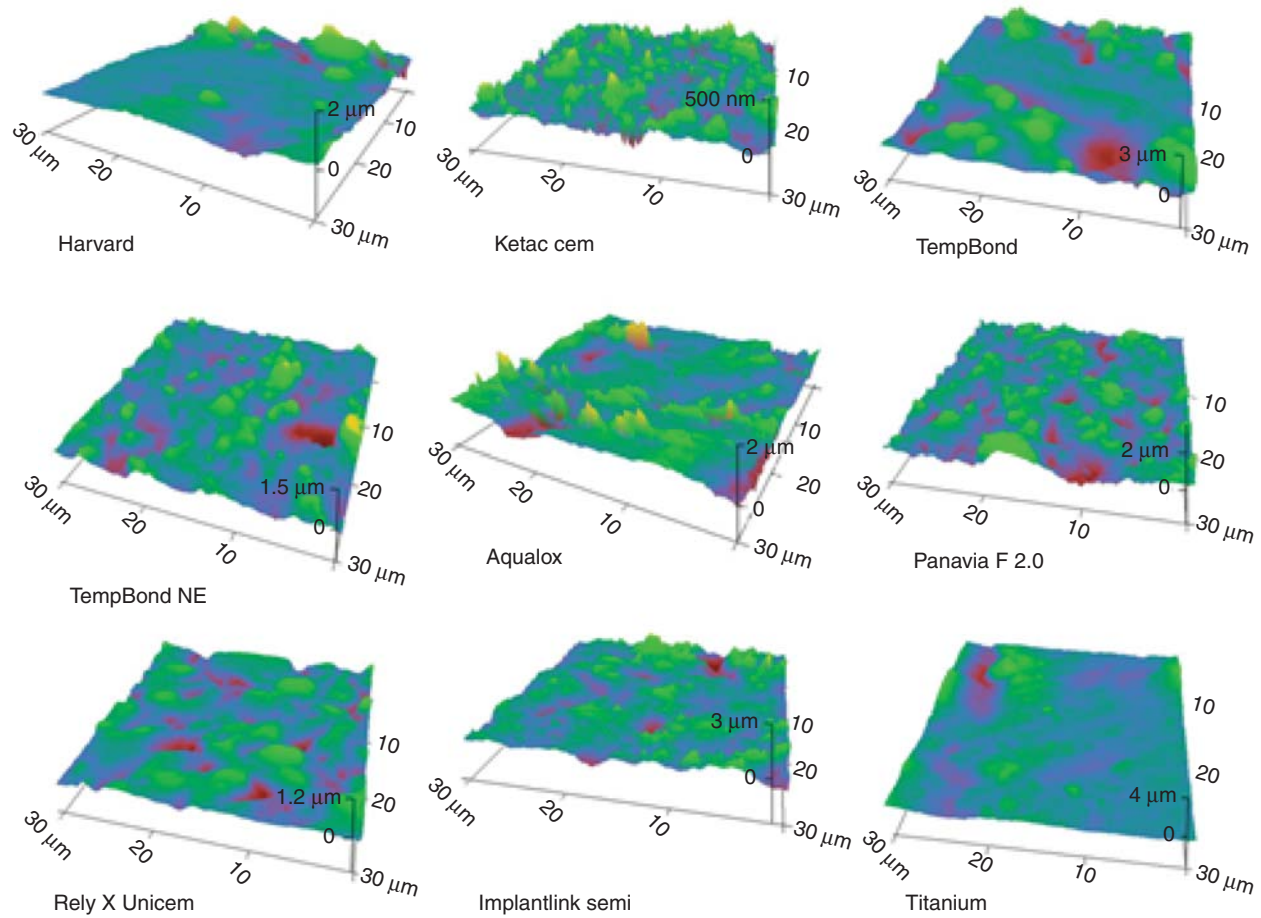 2 μm
0
10
20
30 μm
30 μm
20
10
Harvard
500 nm
0
10
20
30 μm
30 μm
20
10
Ketac cem
3 μm
0
10
20
30 μm
30 μm
20
10
TempBond
1.5 μm
0
10
20
30 μm
30 μm
20
10
TempBond NE
2 μm
0
10
20
30 μm
30 μm
20
10
Aqualox
2 μm
0
10
20
30 μm
30 μm
20
10
Panavia F 2.0
1.2 μm
0
10
20
30 μm
30 μm
20
10
Rely X Unicem
3 μm
0
10
20
30 μm
30 μm
20
10
Implantlink semi
4 μm
0
10
20
30 μm
30 μm
20
10
Titanium